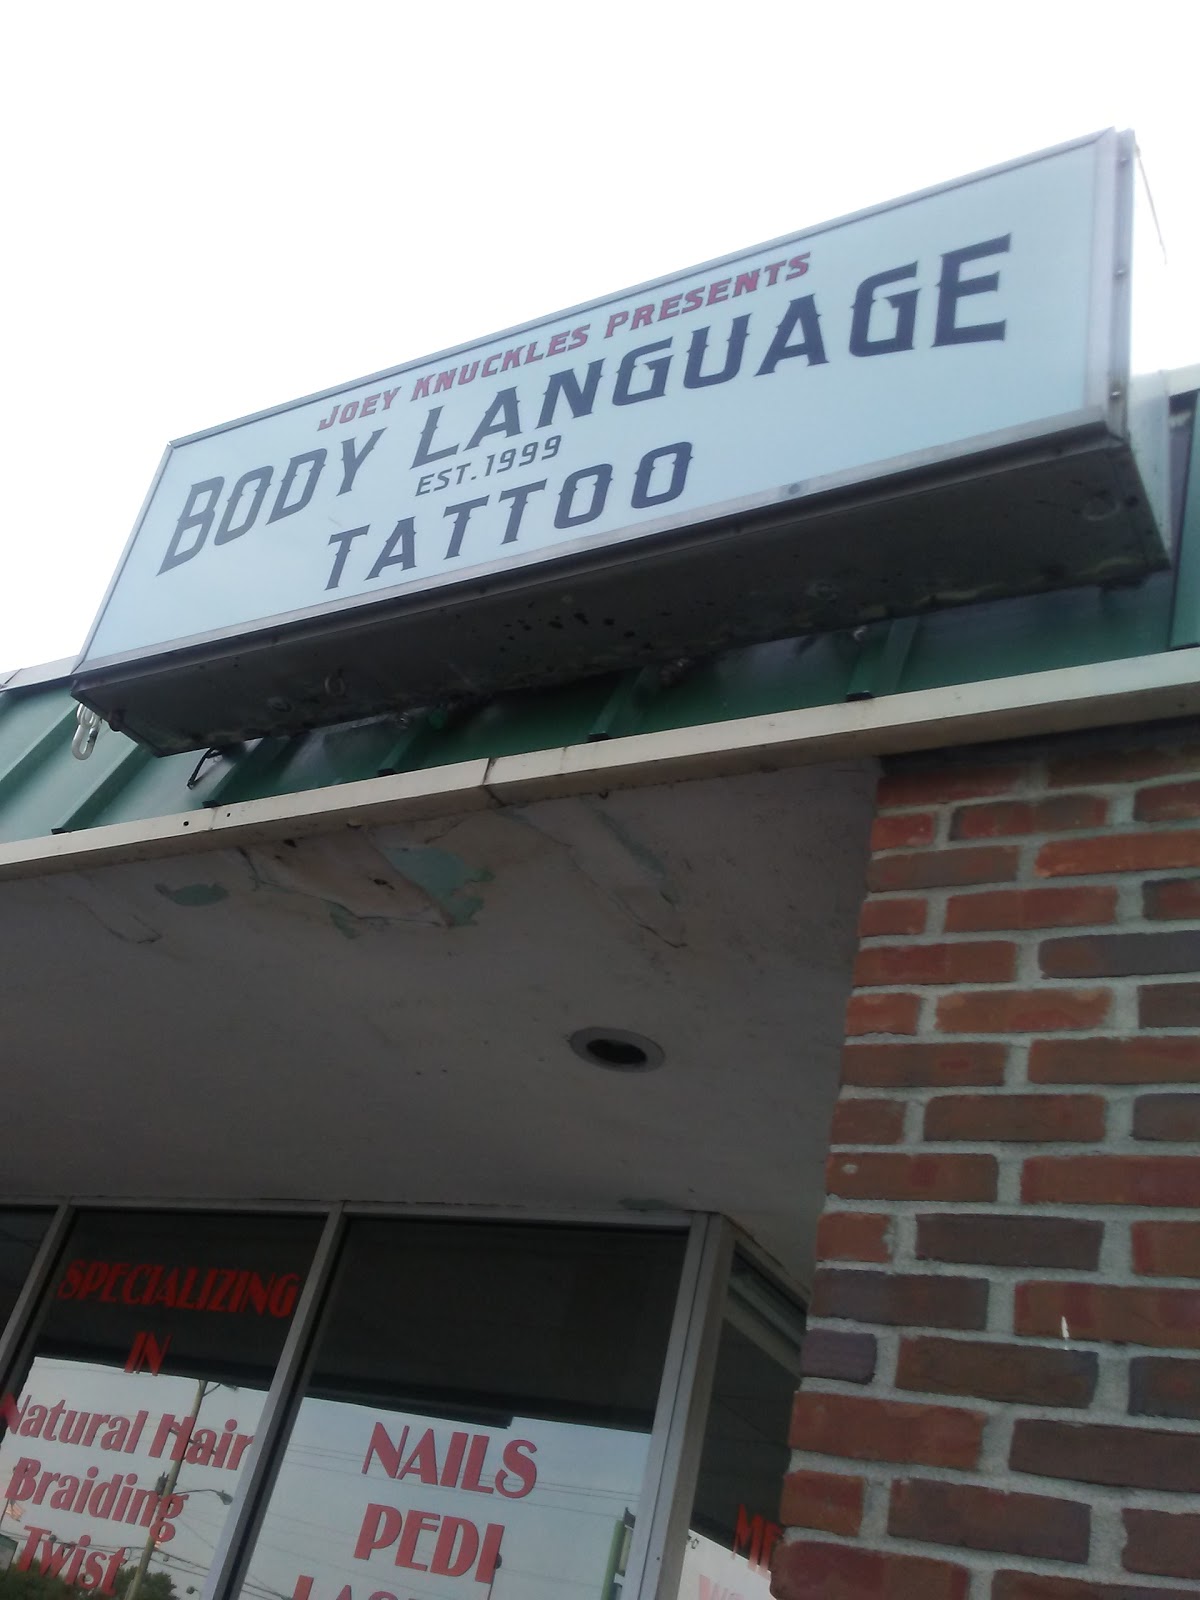 JOEY KNUCKLES PRESENTS
BODY LANGUAGE
EST. 1999
TATTOO
SPECIALIZING
IN
Natural Hair
Braiding
Twist
NAILS
PEDI